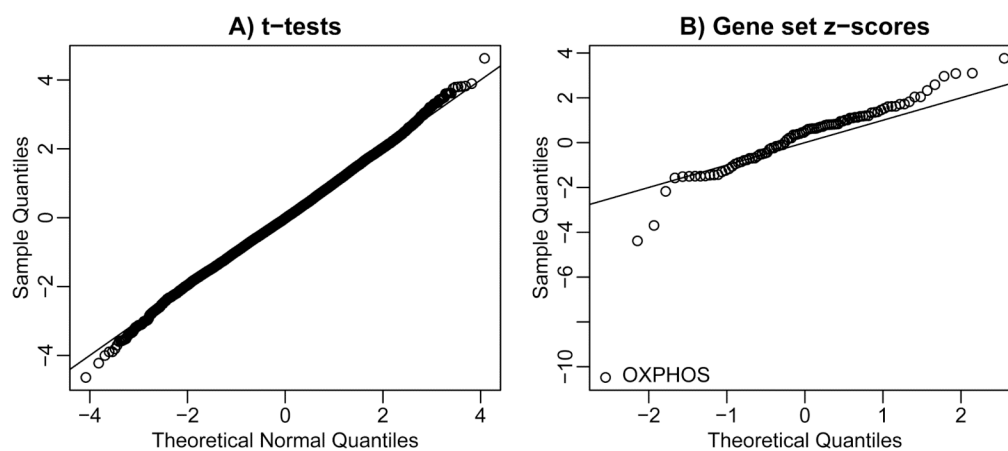 A) t−tests
Sample Quantiles
4
2
0
−2
−4
−4 −2 0 2 4
Theoretical Normal Quantiles
B) Gene set z−scores
Sample Quantiles
4
2
0
−2
−4
−6
−10
OXPHOS
−2 −1 0 1 2
Theoretical Quantiles